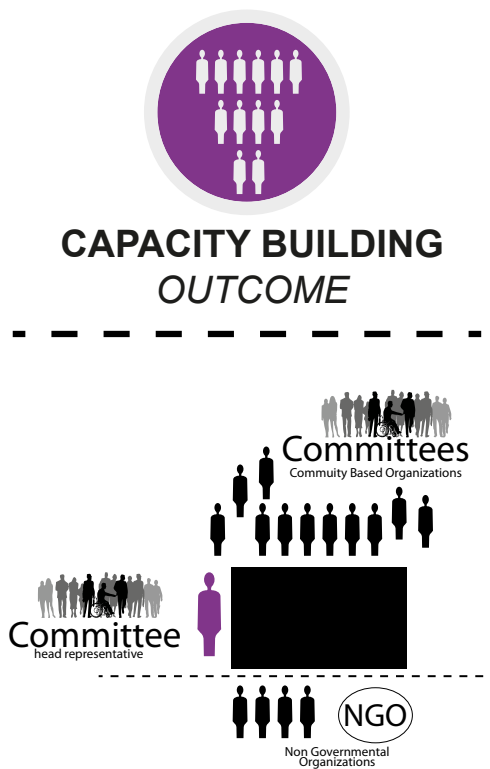 CAPACITY BUILDING
OUTCOME
Committees
Commuity Based Organizations
Committee
head representative
NGO
Non Governmental
Organizations